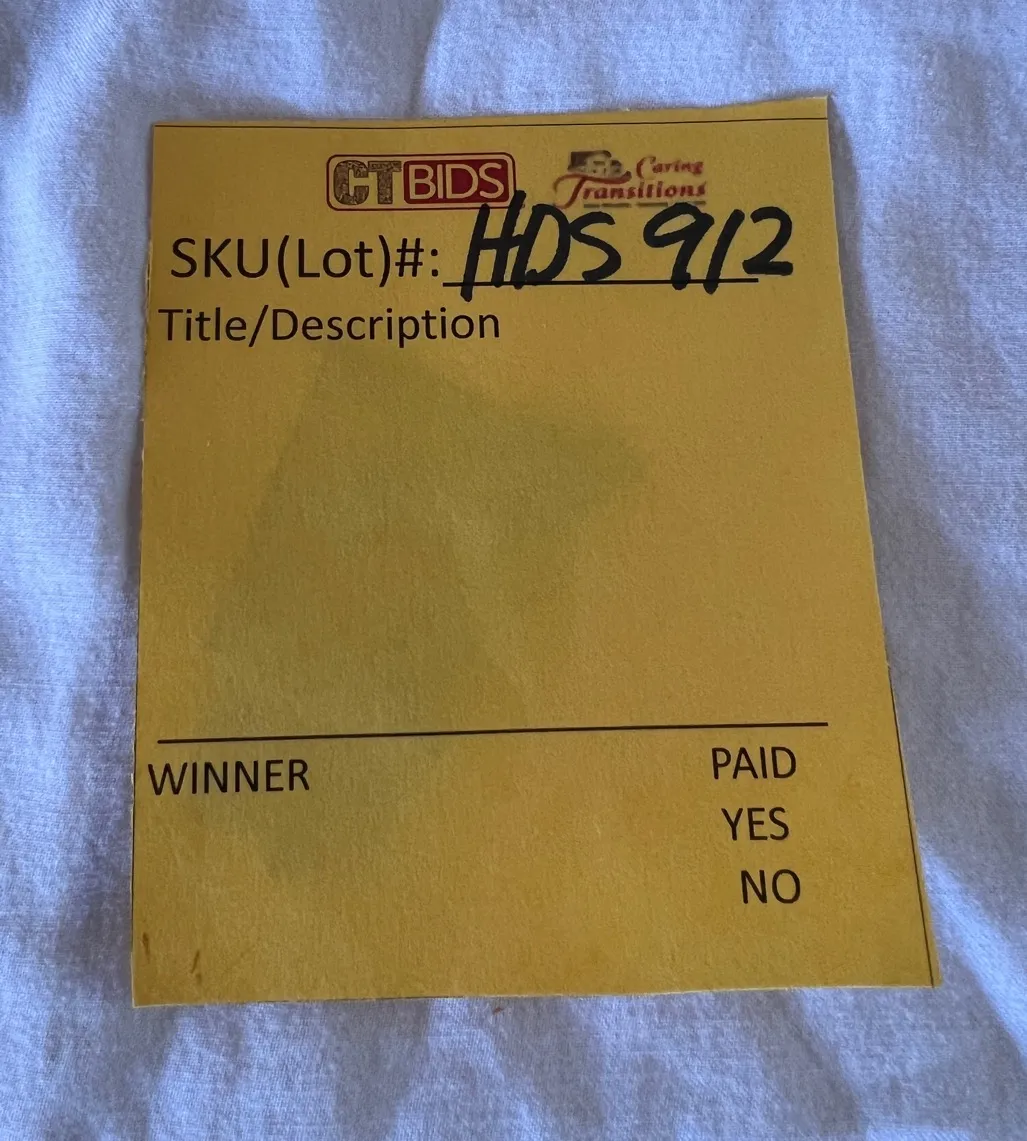 CTBIDS Caring Transitions
SKU(Lot)#: HDS 912
Title/Description
WINNER PAID
YES
NO